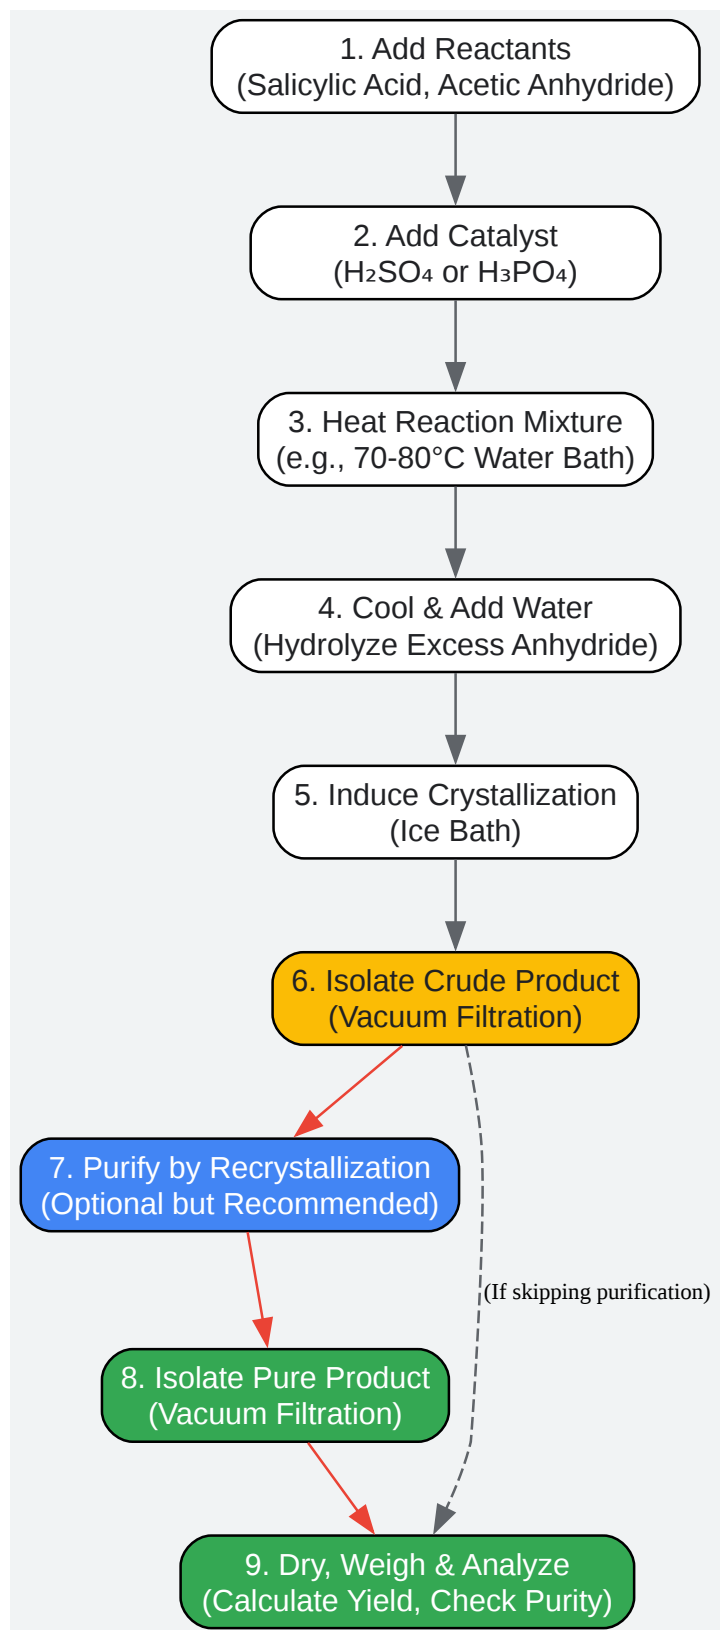 1. Add Reactants
(Salicylic Acid, Acetic Anhydride)
2. Add Catalyst
(H₂SO₄ or H₃PO₄)
3. Heat Reaction Mixture
(e.g., 70-80°C Water Bath)
4. Cool & Add Water
(Hydrolyze Excess Anhydride)
5. Induce Crystallization
(Ice Bath)
6. Isolate Crude Product
(Vacuum Filtration)
7. Purify by Recrystallization
(Optional but Recommended)
(If skipping purification)
8. Isolate Pure Product
(Vacuum Filtration)
9. Dry, Weigh & Analyze
(Calculate Yield, Check Purity)